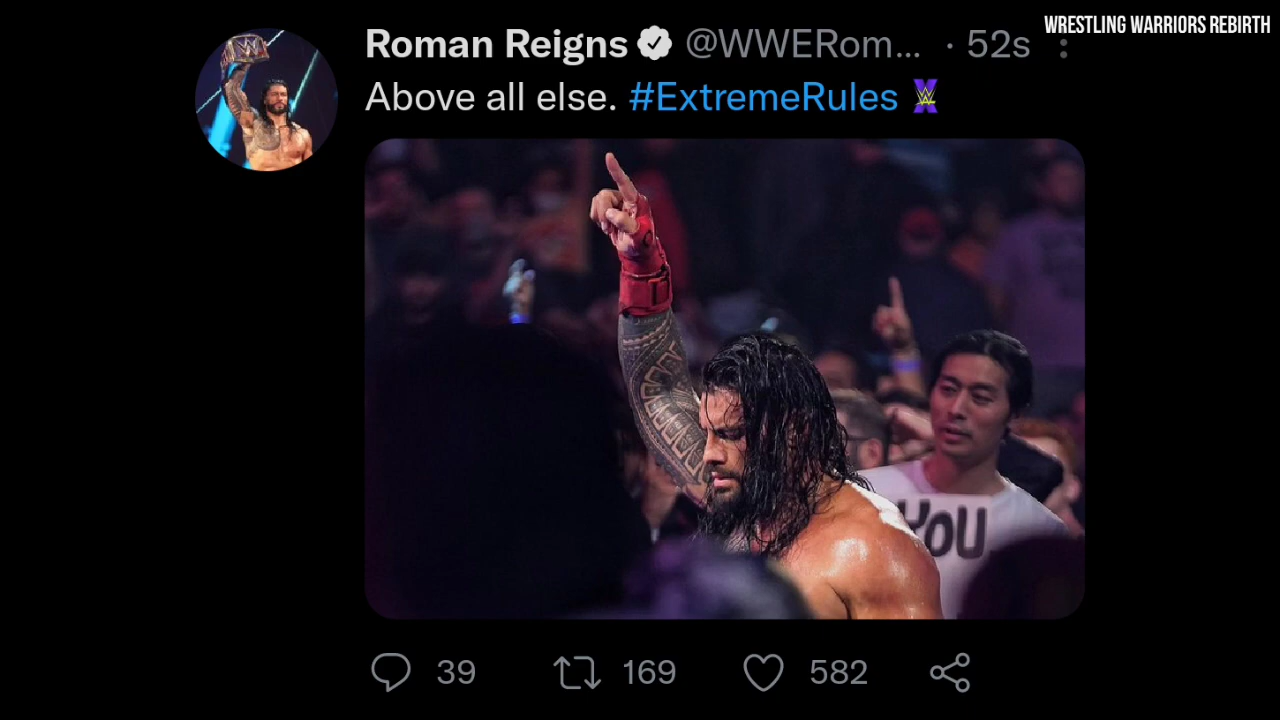 WRESTLING WARRIORS REBIRTH
Roman Reigns @WWERom... · 52s
Above all else. #ExtremeRules
YOU
39 169 582